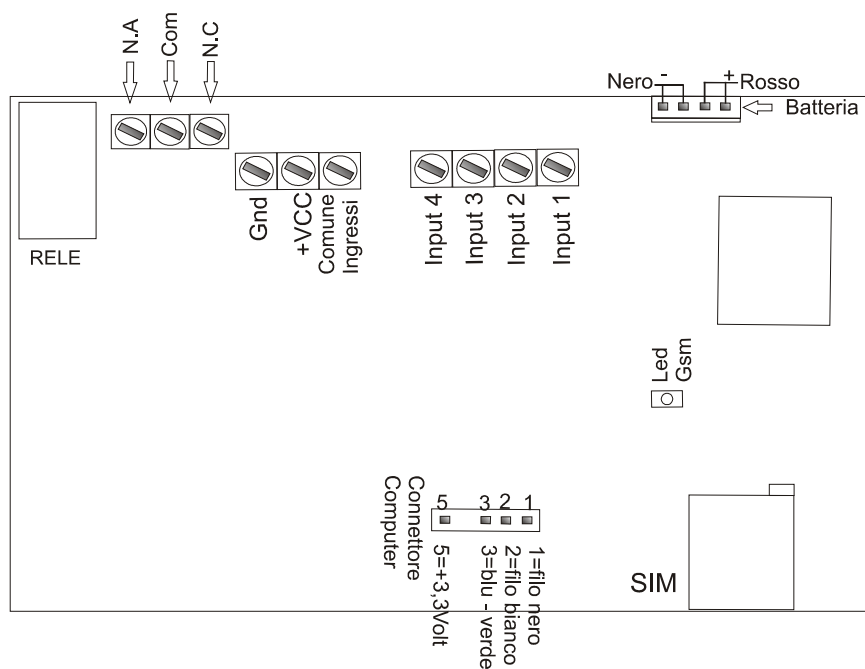 N.A
Com
N.C
Nero - + Rosso
Batteria
RELE
Gnd
+VCC
Comune
Ingressi
Input 4
Input 3
Input 2
Input 1
Led
Gsm
Connettore
Computer
5 3 2 1
5=+3,3Volt
3=blu - verde
2=filo bianco
1=filo nero
SIM